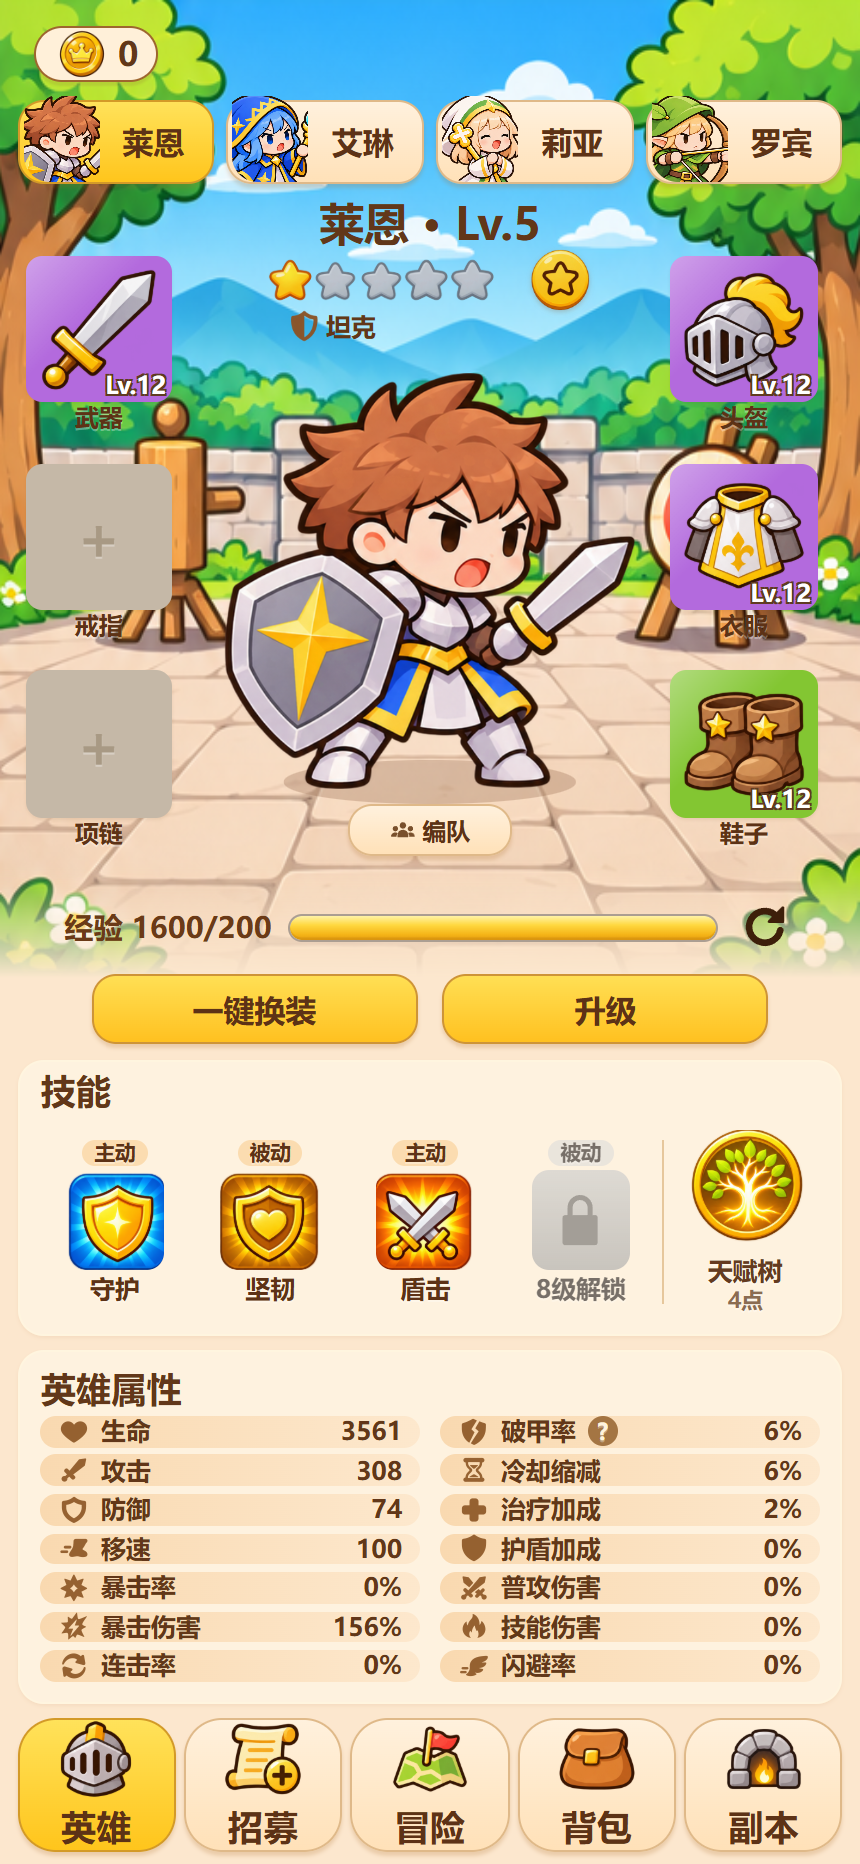 0
莱恩
艾琳
莉亚
罗宾
莱恩·Lv.5
坦克
Lv.12
武器
Lv.12
头盔
+
戒指
Lv.12
衣服
+
项链
Lv.12
鞋子
编队
经验 1600/200
一键换装
升级
技能
主动
守护
被动
坚韧
主动
盾击
被动
8级解锁
天赋树
4点
英雄属性
生命 3561
破甲率 ? 6%
攻击 308
冷却缩减 6%
防御 74
治疗加成 2%
移速 100
护盾加成 0%
暴击率 0%
普攻伤害 0%
暴击伤害 156%
技能伤害 0%
连击率 0%
闪避率 0%
英雄
招募
冒险
背包
副本